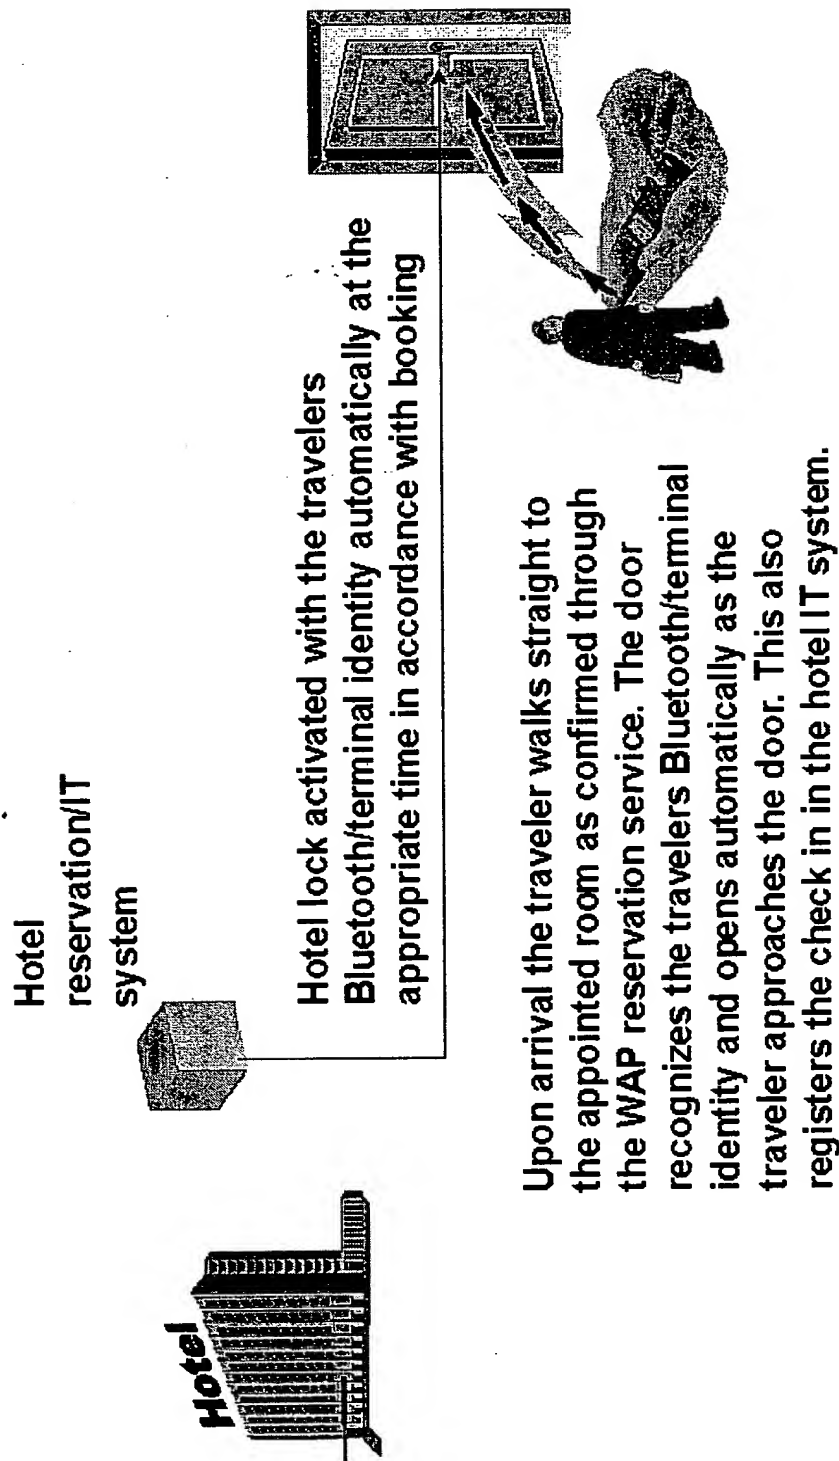 Hotel
reservation/IT
system
Hotel
Hotel lock activated with the travelers
Bluetooth/terminal identity automatically at the
appropriate time in accordance with booking
Upon arrival the traveler walks straight to
the appointed room as confirmed through
the WAP reservation service. The door
recognizes the travelers Bluetooth/terminal
identity and opens automatically as the
traveler approaches the door. This also
registers the check in in the hotel IT system.